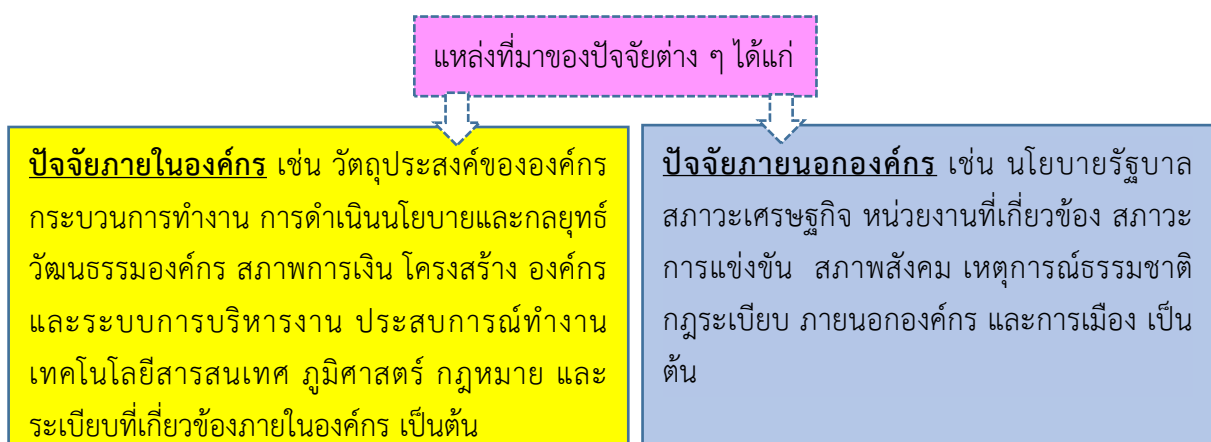 แหล่งที่มาของปัจจัยต่าง ๆ ได้แก่
ปัจจัยภายในองค์กร เช่น วัตถุประสงค์ขององค์กร
กระบวนการทำงาน การดำเนินนโยบายและกลยุทธ์
วัฒนธรรมองค์กร สภาพการเงิน โครงสร้าง องค์กร
และระบบการบริหารงาน ประสบการณ์ทำงาน
เทคโนโลยีสารสนเทศ ภูมิศาสตร์ กฎหมาย และ
ระเบียบที่เกี่ยวข้องภายในองค์กร เป็นต้น
ปัจจัยภายนอกองค์กร เช่น นโยบายรัฐบาล
สภาวะเศรษฐกิจ หน่วยงานที่เกี่ยวข้อง สภาวะ
การแข่งขัน สภาพสังคม เหตุการณ์ธรรมชาติ
กฎระเบียบ ภายนอกองค์กร และการเมือง เป็น
ต้น